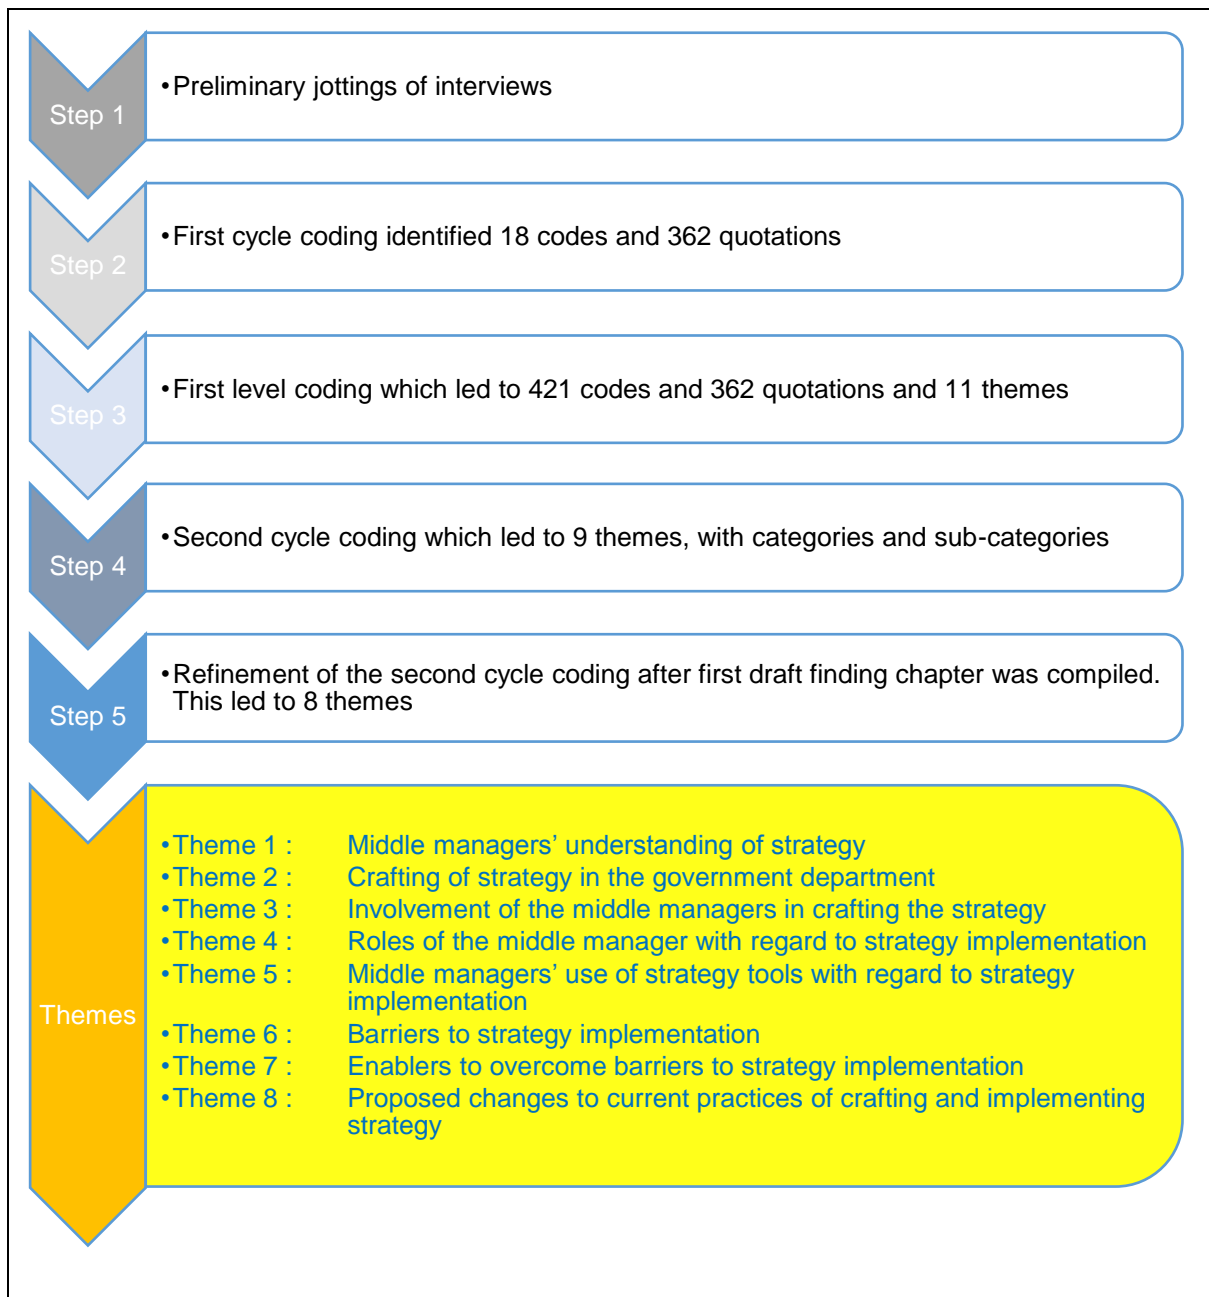 Step 1
•Preliminary jottings of interviews
Step 2
•First cycle coding identified 18 codes and 362 quotations
Step 3
•First level coding which led to 421 codes and 362 quotations and 11 themes
Step 4
•Second cycle coding which led to 9 themes, with categories and sub-categories
Step 5
•Refinement of the second cycle coding after first draft finding chapter was compiled.
This led to 8 themes
Themes
•Theme 1 : Middle managers’ understanding of strategy
•Theme 2 : Crafting of strategy in the government department
•Theme 3 : Involvement of the middle managers in crafting the strategy
•Theme 4 : Roles of the middle manager with regard to strategy implementation
•Theme 5 : Middle managers’ use of strategy tools with regard to strategy
implementation
•Theme 6 : Barriers to strategy implementation
•Theme 7 : Enablers to overcome barriers to strategy implementation
•Theme 8 : Proposed changes to current practices of crafting and implementing
strategy